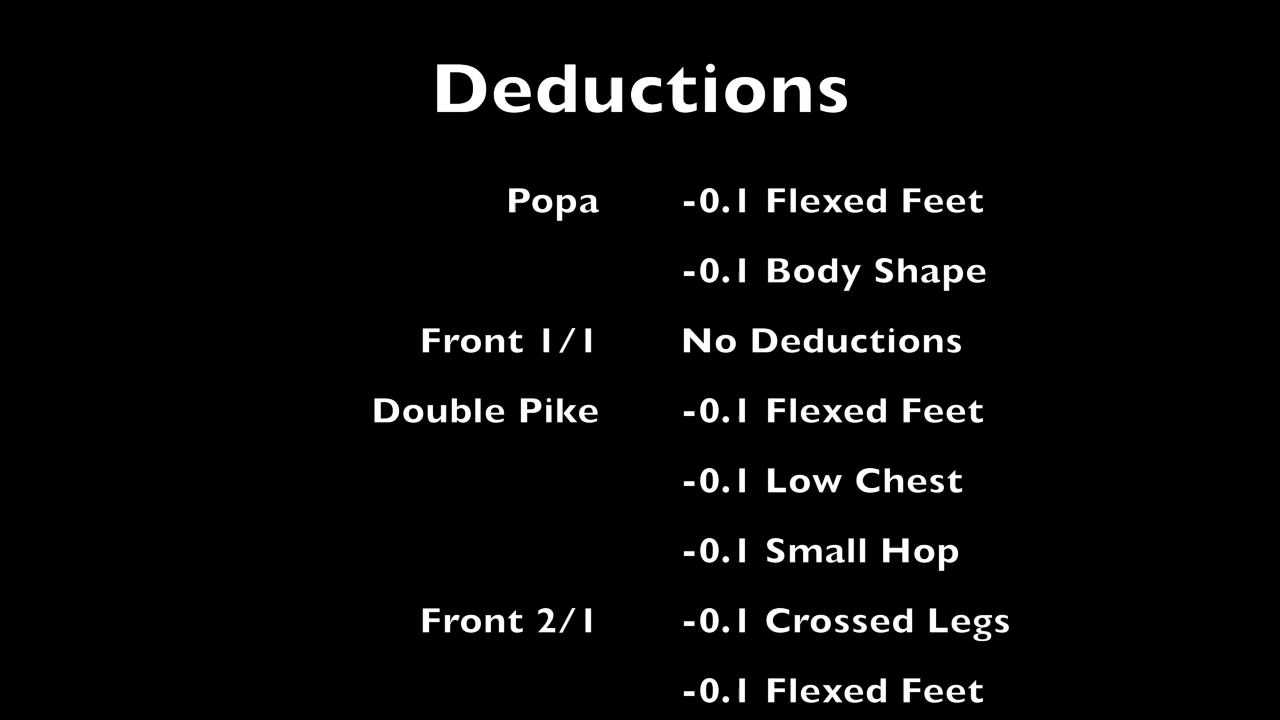 Deductions
Popa -0.1 Flexed Feet
-0.1 Body Shape
Front 1/1 No Deductions
Double Pike -0.1 Flexed Feet
-0.1 Low Chest
-0.1 Small Hop
Front 2/1 -0.1 Crossed Legs
-0.1 Flexed Feet